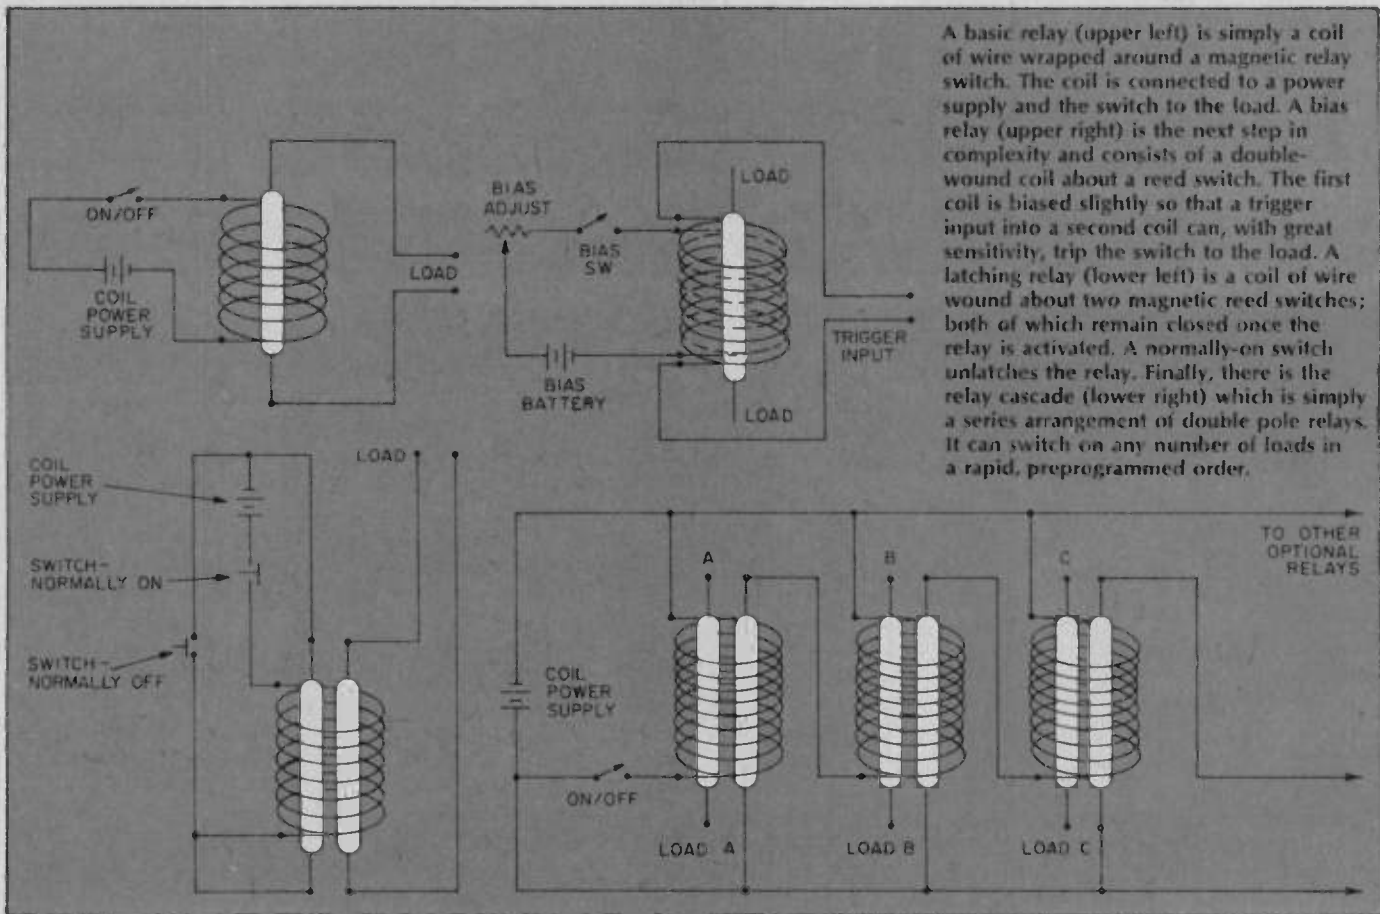 A basic relay (upper left) is simply a coil
of wire wrapped around a magnetic relay
switch. The coil is connected to a power
supply and the switch to the load. A bias
relay (upper right) is the next step in
complexity and consists of a double-
wound coil about a reed switch. The first
coil is biased slightly so that a trigger
input into a second coil can, with great
sensitivity, trip the switch to the load. A
latching relay (lower left) is a coil of wire
wound about two magnetic reed switches;
both of which remain closed once the
relay is activated. A normally-on switch
unlatches the relay. Finally, there is the
relay cascade (lower right) which is simply
a series arrangement of double pole relays.
It can switch on any number of loads in
a rapid, preprogrammed order.
ON/OFF
COIL
POWER
SUPPLY
LOAD
BIAS
ADJUST
BIAS
SW
BIAS
BATTERY
LOAD
LOAD
TRIGGER
INPUT
COIL
POWER
SUPPLY
LOAD
SWITCH-
NORMALLY ON
SWITCH-
NORMALLY OFF
A
B
C
TO OTHER
OPTIONAL
RELAYS
COIL
POWER
SUPPLY
ON/OFF
LOAD A
LOAD B
LOAD C